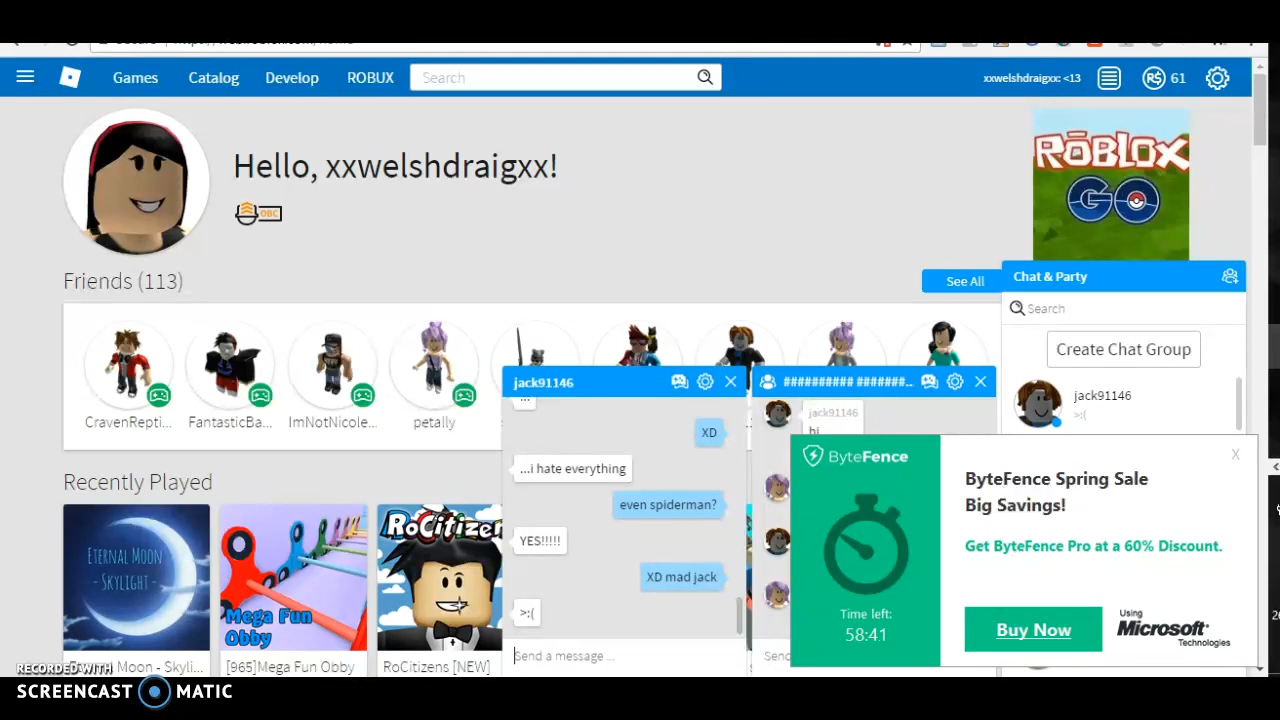 Games
Catalog
Develop
ROBUX
Search
xxwelshdraigxx: <13
R$ 61
Hello, xxwelshdraigxx!
OBC
ROBLOX
GO
Friends (113)
See All
CravenRepti...
FantasticBa...
ImNotNicole...
petally
Chat & Party
Search
Create Chat Group
jack91146
>:(
jack91146
...
XD
...i hate everything
even spiderman?
YES!!!!!
XD mad jack
>:(
Send a message ...
########## #######...
jack91146
hi
Send
Recently Played
ETERNAL MOON
- SKYLIGHT -
Mega Fun
Obby
RoCitizens
[965]Mega Fun Obby
RoCitizens [NEW]
ByteFence
Time left:
58:41
X
ByteFence Spring Sale
Big Savings!
Get ByteFence Pro at a 60% Discount.
Buy Now
Using
Microsoft
Technologies
RECORDED WITH
SCREENCAST MATIC